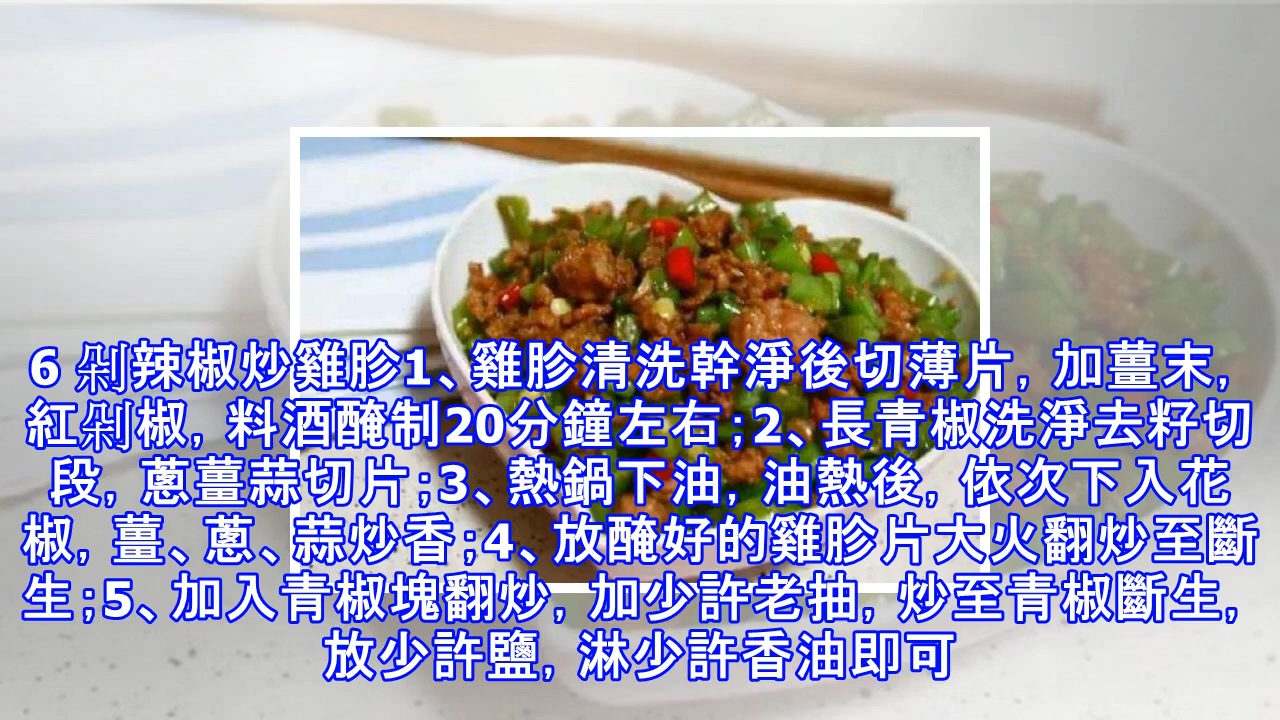 6 剁辣椒炒雞胗1、雞胗清洗幹淨後切薄片, 加薑末,
紅剁椒, 料酒醃制20分鐘左右;2、長青椒洗淨去籽切
段, 蔥薑蒜切片;3、熱鍋下油, 油熱後, 依次下入花
椒, 薑、蔥、蒜炒香;4、放醃好的雞胗片大火翻炒至斷
生;5、加入青椒塊翻炒, 加少許老抽, 炒至青椒斷生,
放少許鹽, 淋少許香油即可